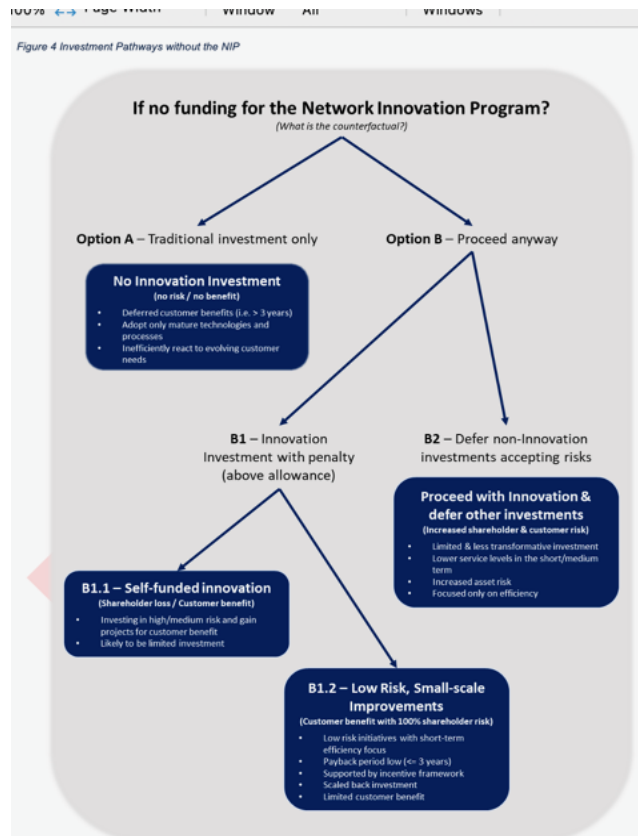 100% Page Width Window All Windows
Figure 4 Investment Pathways without the NIP
If no funding for the Network Innovation Program?
(What is the counterfactual?)
Option A – Traditional investment only
Option B – Proceed anyway
No Innovation Investment
(no risk / no benefit)
• Deferred customer benefits (i.e. > 3 years)
• Adopt only mature technologies and
processes
• Inefficiently react to evolving customer
needs
B1 – Innovation
Investment with penalty
(above allowance)
B2 – Defer non-Innovation
investments accepting risks
Proceed with Innovation &
defer other investments
(Increased shareholder & customer risk)
• Limited & less transformative investment
• Lower service levels in the short/medium
term
• Increased asset risk
• Focused only on efficiency
B1.1 – Self-funded innovation
(Shareholder loss / Customer benefit)
• Investing in high/medium risk and gain
projects for customer benefit
• Likely to be limited investment
B1.2 – Low Risk, Small-scale
Improvements
(Customer benefit with 100% shareholder risk)
• Low risk initiatives with short-term
efficiency focus
• Payback period low (<= 3 years)
• Supported by incentive framework
• Scaled back investment
• Limited customer benefit